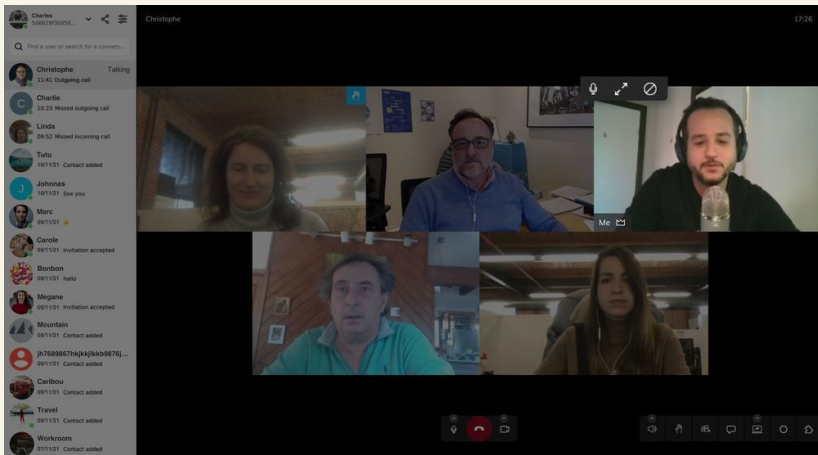 Charles
Find a user or search for a convers...
Christophe Talking
11:41 Outgoing call
Charlie
10:23 Missed outgoing call
Linda
09:52 Missed incoming call
Tutu
10/11/21 Contact added
Johnnas
10/11/21 See you
Marc
09/11/21
Carole
09/11/21 Invitation accepted
Bonbon
09/11/21 hello
Megane
09/11/21 Invitation accepted
Mountain
09/11/21 Contact added
09/11/21 Contact added
Caribou
09/11/21 Contact added
Travel
09/11/21 Contact added
Workroom
07/11/21 Contact added
C
J
Christophe
17:26
Me